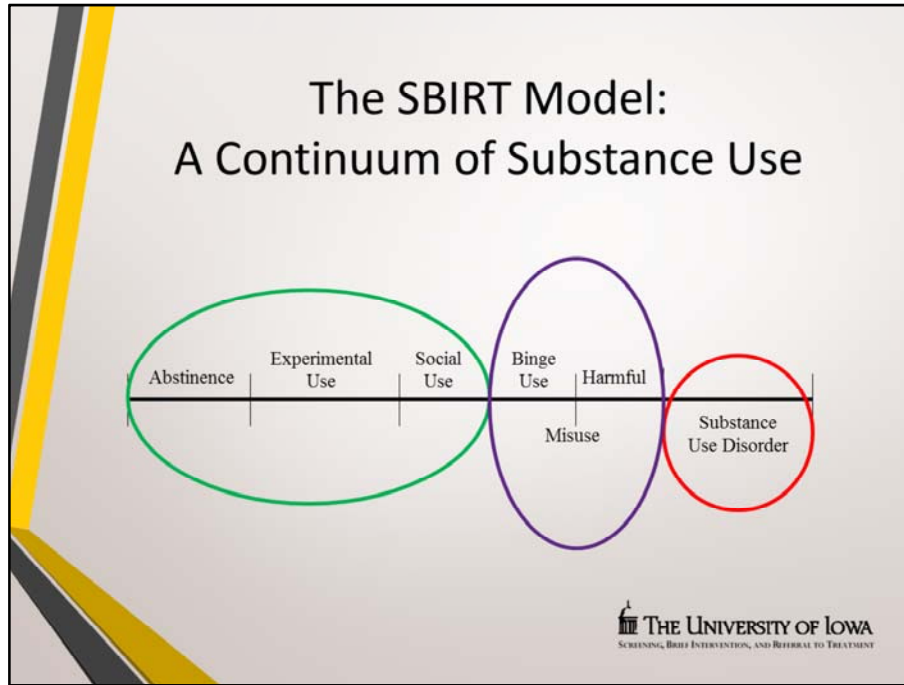 The SBIRT Model:
A Continuum of Substance Use
Abstinence
Experimental
Use
Social
Use
Binge
Use
Harmful
Misuse
Substance
Use Disorder
THE UNIVERSITY OF IOWA
SCREENING, BRIEF INTERVENTION, AND REFERRAL TO TREATMENT